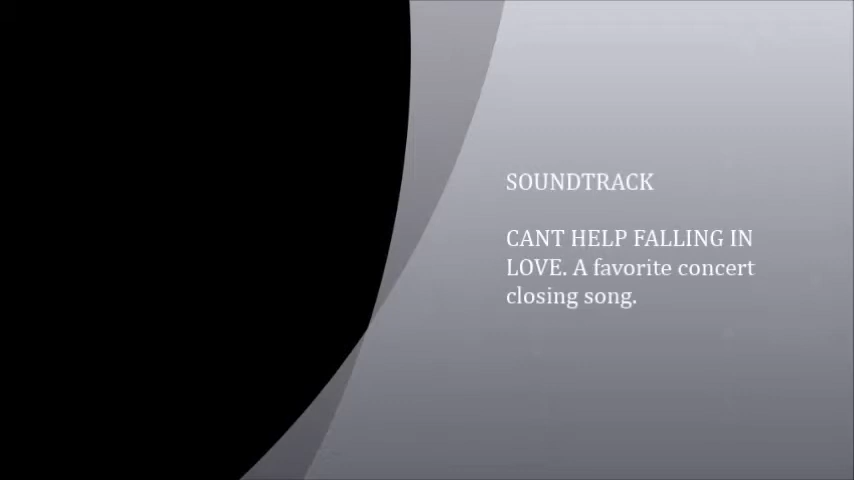 SOUNDTRACK
CANT HELP FALLING IN
LOVE. A favorite concert
closing song.